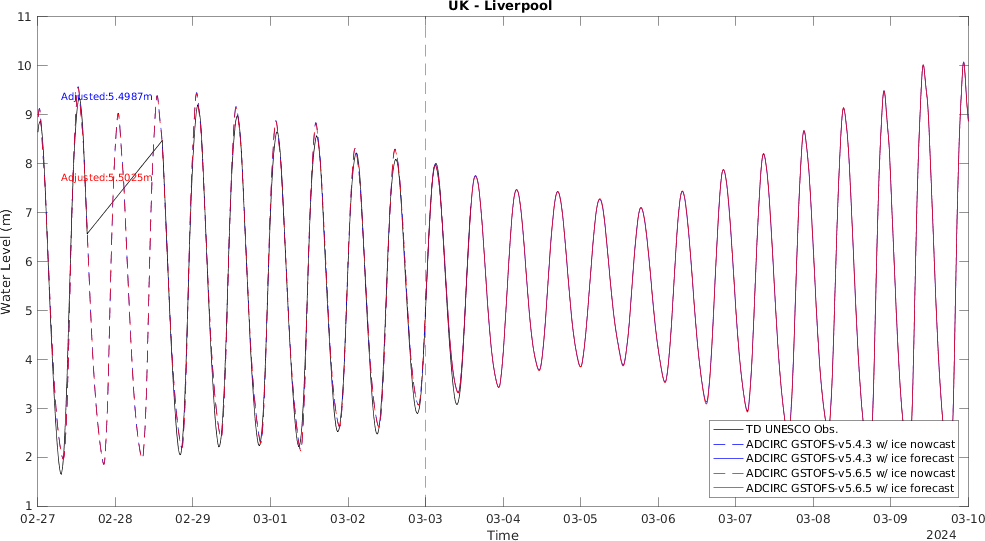 UK - Liverpool
11
10
9
8
7
6
5
4
3
2
1
Water Level (m)
Adjusted:5.4987m
Adjusted:5.5025m
TD UNESCO Obs.
ADCIRC GSTOFS-v5.4.3 w/ ice nowcast
ADCIRC GSTOFS-v5.4.3 w/ ice forecast
ADCIRC GSTOFS-v5.6.5 w/ ice nowcast
ADCIRC GSTOFS-v5.6.5 w/ ice forecast
02-27 02-28 02-29 03-01 03-02 03-03 03-04 03-05 03-06 03-07 03-08 03-09 03-10
Time
2024